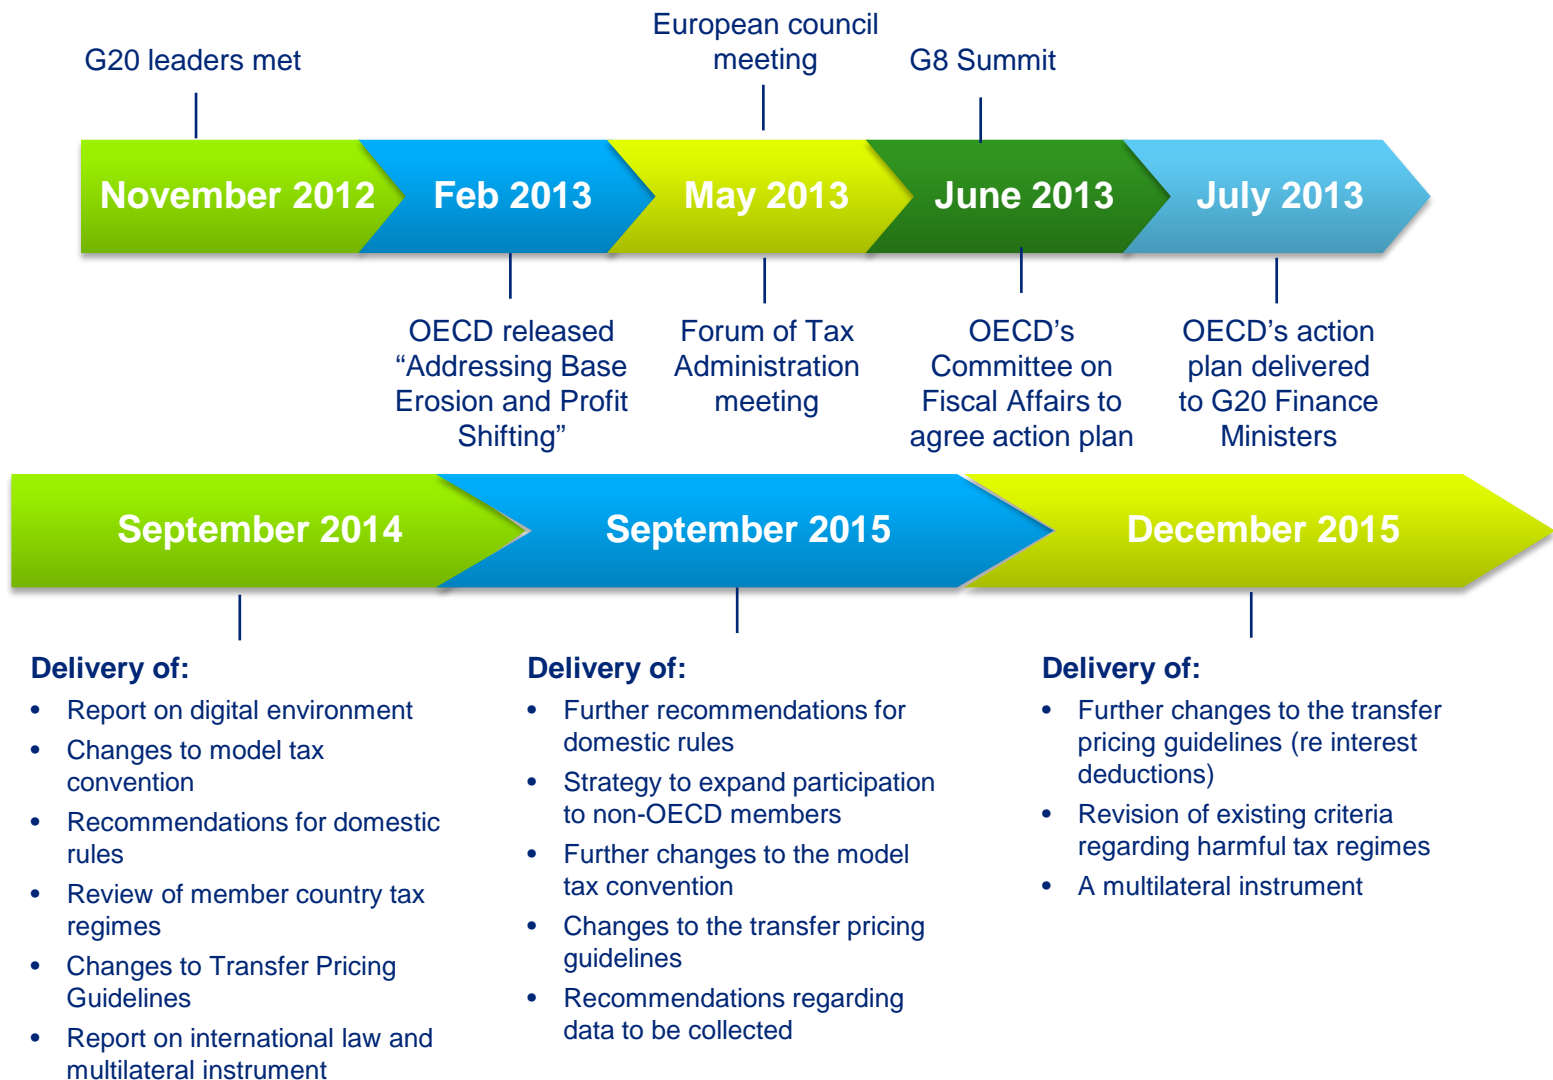 G20 leaders met
European council
meeting
G8 Summit
November 2012
Feb 2013
May 2013
June 2013
July 2013
OECD released
“Addressing Base
Erosion and Profit
Shifting”
Forum of Tax
Administration
meeting
OECD’s
Committee on
Fiscal Affairs to
agree action plan
OECD’s action
plan delivered
to G20 Finance
Ministers
September 2014
September 2015
December 2015
Delivery of:
• Report on digital environment
• Changes to model tax
convention
• Recommendations for domestic
rules
• Review of member country tax
regimes
• Changes to Transfer Pricing
Guidelines
• Report on international law and
multilateral instrument
Delivery of:
• Further recommendations for
domestic rules
• Strategy to expand participation
to non-OECD members
• Further changes to the model
tax convention
• Changes to the transfer pricing
guidelines
• Recommendations regarding
data to be collected
Delivery of:
• Further changes to the transfer
pricing guidelines (re interest
deductions)
• Revision of existing criteria
regarding harmful tax regimes
• A multilateral instrument